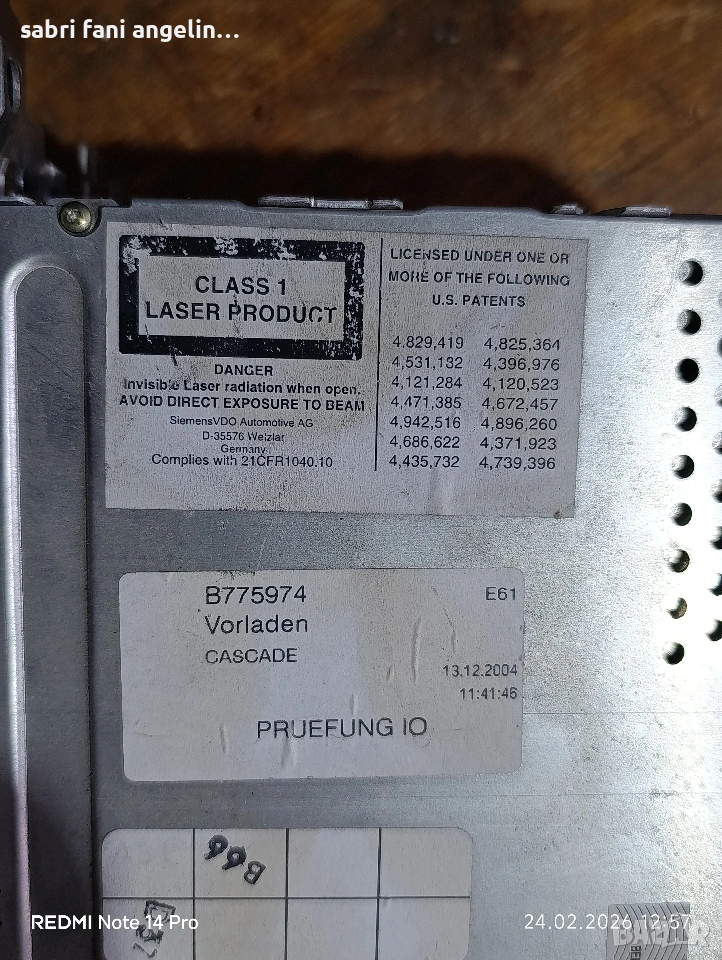 sabri fani angelin...
CLASS 1
LASER PRODUCT
DANGER
Invisible Laser radiation when open.
AVOID DIRECT EXPOSURE TO BEAM
SiemensVDO Automotive AG
D-35576 Wetzlar
Germany
Complies with 21CFR1040.10
LICENSED UNDER ONE OR
MORE OF THE FOLLOWING
U.S. PATENTS
4,829,419 4,825,364
4,531,132 4,396,976
4,121,284 4,120,523
4,471,385 4,672,457
4,942,516 4,896,260
4,686,622 4,371,923
4,435,732 4,739,396
B775974 E61
Vorladen
CASCADE
13.12.2004
11:41:46
PRUEFUNG IO
B66
REDMI Note 14 Pro
24.02.2026 12:57